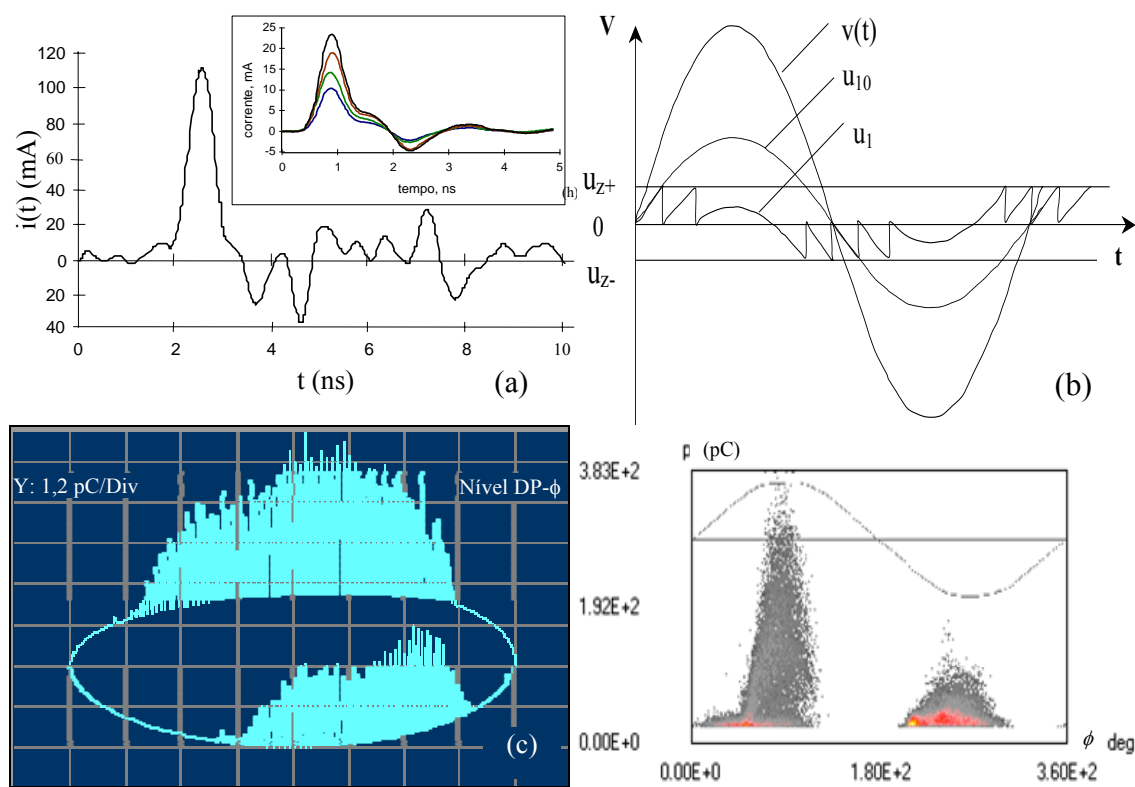 i(t) (mA)
120
100
80
60
40
20
0
20
40
0
2
4
6
8
10
t (ns)
(a)
corrente, mA
25
20
15
10
5
0
-5
0
1
2
3
4
5
tempo, ns
(h)
V
v(t)
u10
u1
uz+
0
uz-
t
(b)
Y: 1,2 pC/Div
Nível DP-ϕ
(c)
p (pC)
3.83E+2
1.92E+2
0.00E+0
0.00E+0
1.80E+2
3.60E+2
ϕ deg